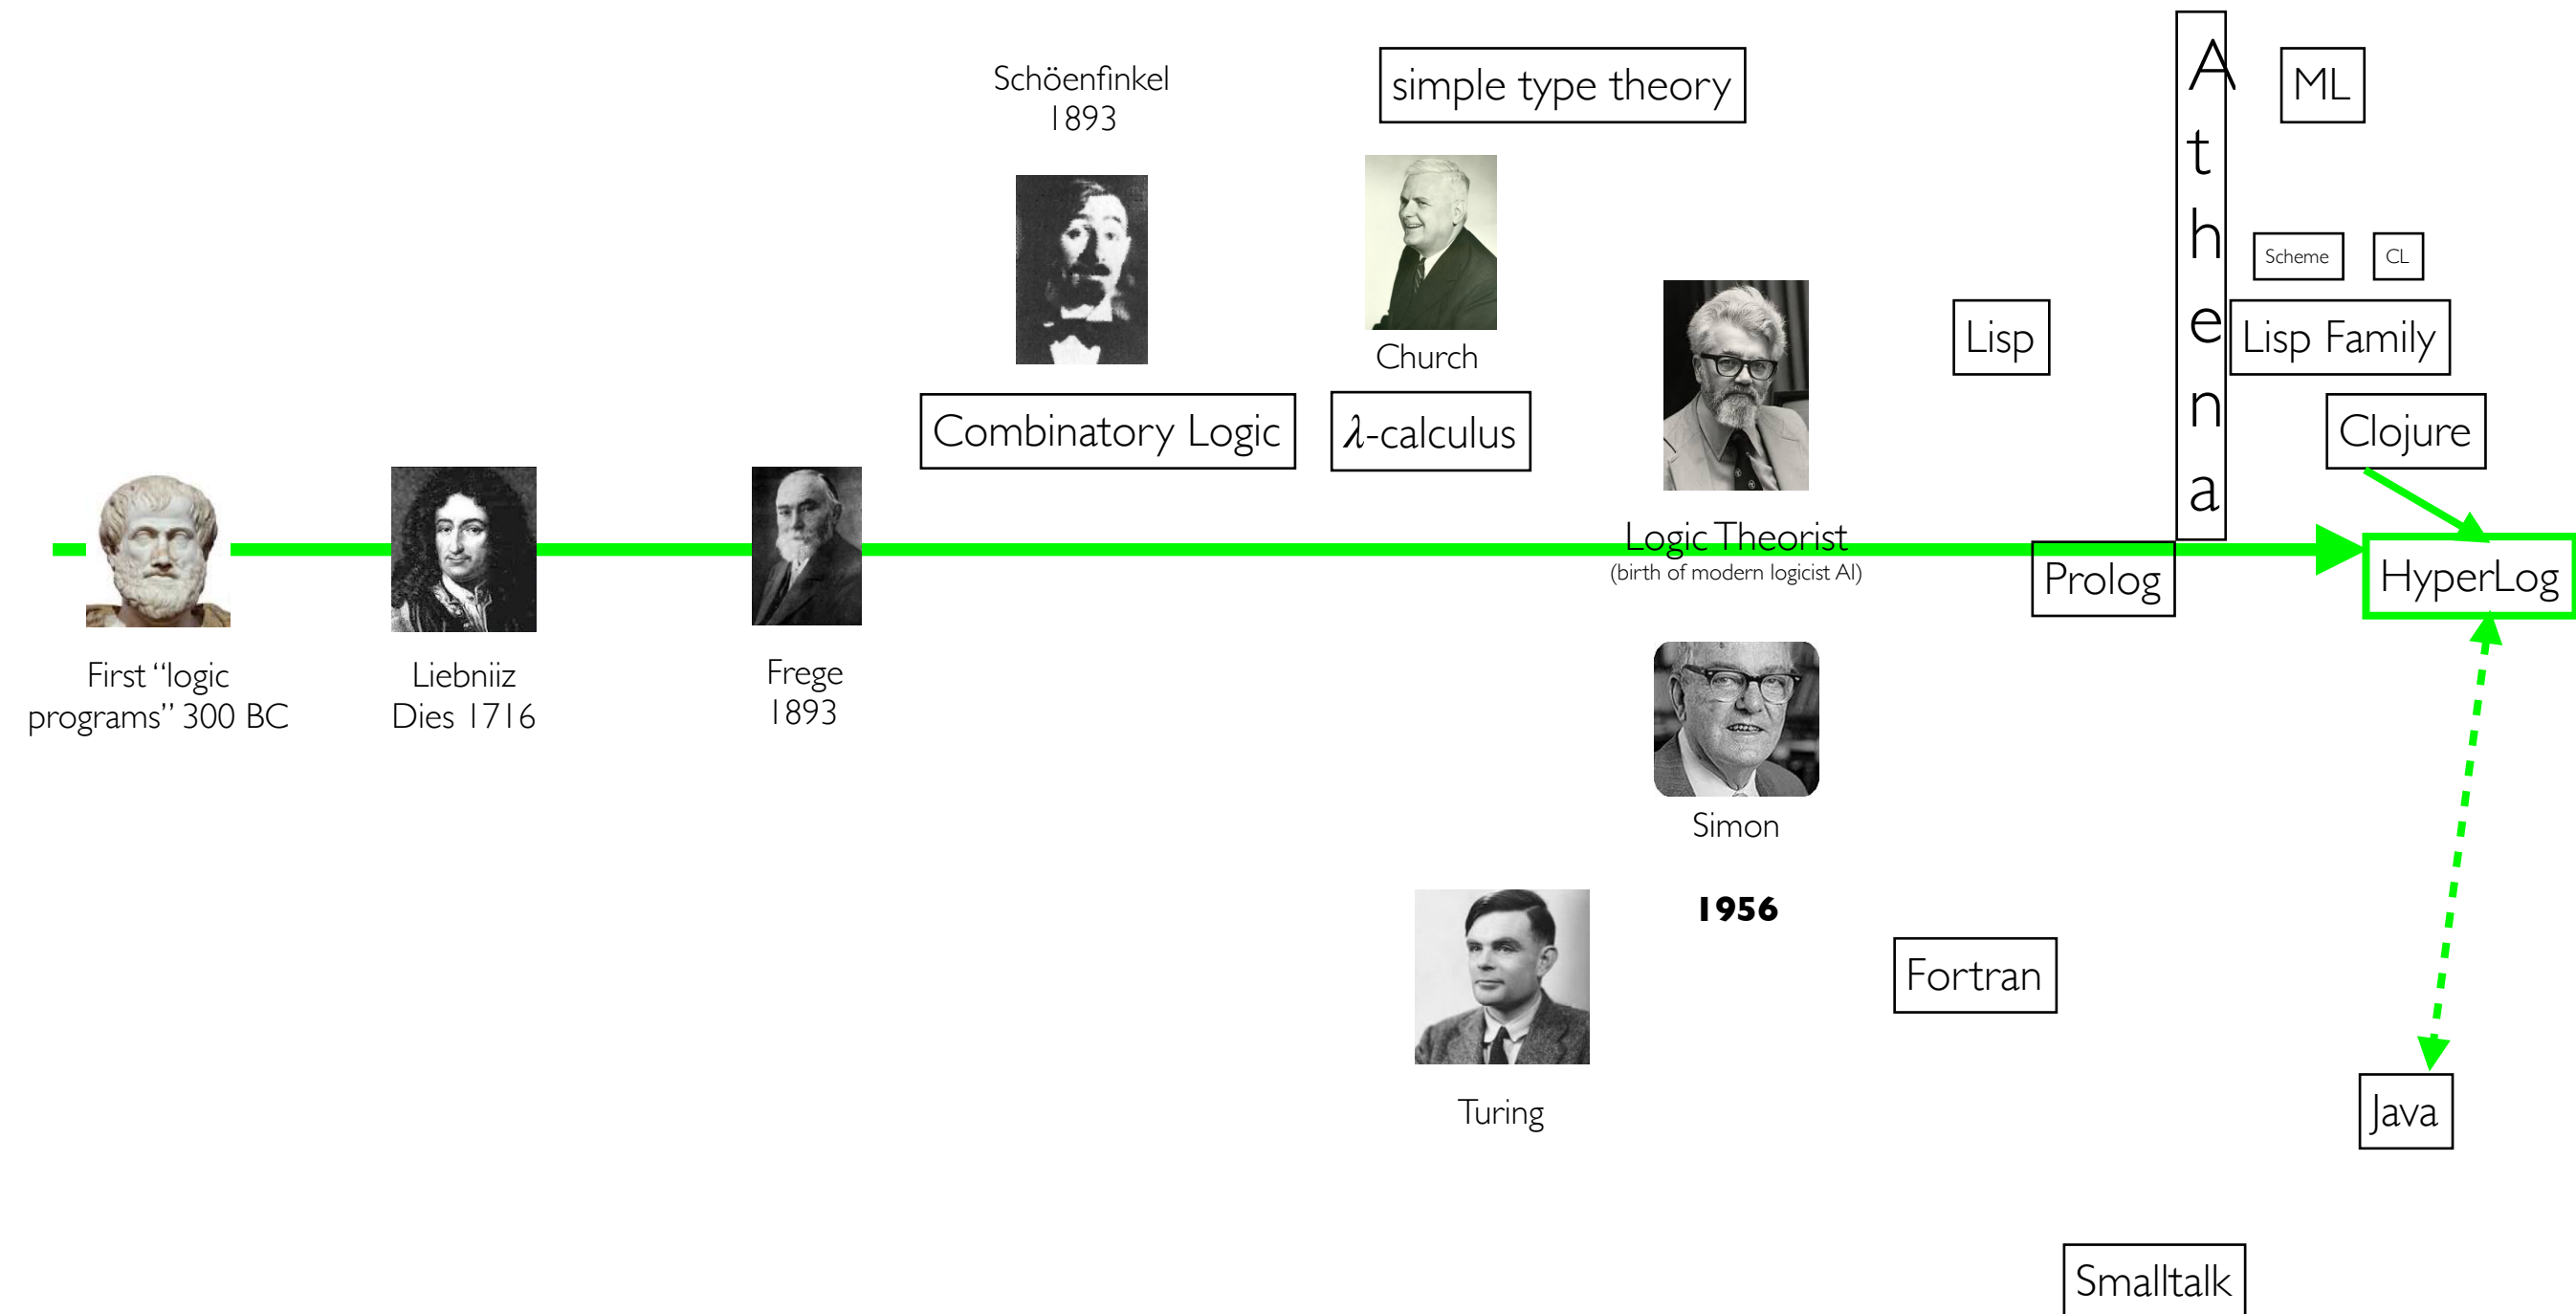 Schöenfinkel
1893
simple type theory
Athena
ML
Scheme
CL
Church
Lisp
Lisp Family
Combinatory Logic
λ-calculus
Clojure
Logic Theorist
(birth of modern logicist AI)
Prolog
HyperLog
First “logic
programs” 300 BC
Liebniiz
Dies 1716
Frege
1893
Simon
1956
Fortran
Turing
Java
Smalltalk